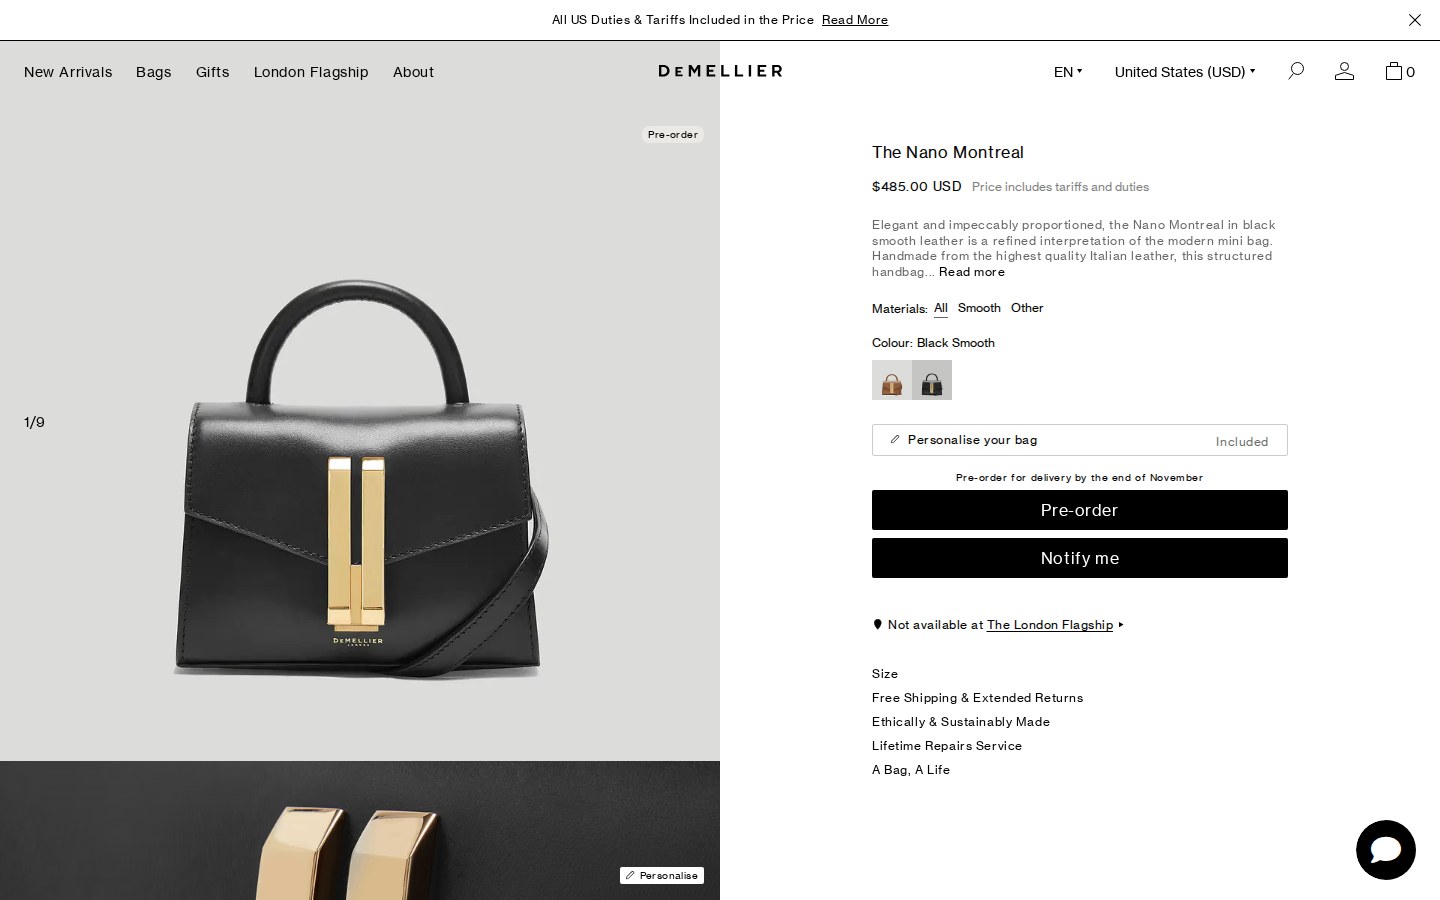 All US Duties & Tariffs Included in the Price Read More
New Arrivals Bags Gifts London Flagship About
DEMELLIER
EN United States (USD) 0
Pre-order
The Nano Montreal
$485.00 USD Price includes tariffs and duties
Elegant and impeccably proportioned, the Nano Montreal in black
smooth leather is a refined interpretation of the modern mini bag.
Handmade from the highest quality Italian leather, this structured
handbag... Read more
Materials: All Smooth Other
Colour: Black Smooth
1/9
Personalise your bag Included
Pre-order for delivery by the end of November
Pre-order
Notify me
Not available at The London Flagship
DEMELLIER
LONDON
Size
Free Shipping & Extended Returns
Ethically & Sustainably Made
Lifetime Repairs Service
A Bag, A Life
Personalise